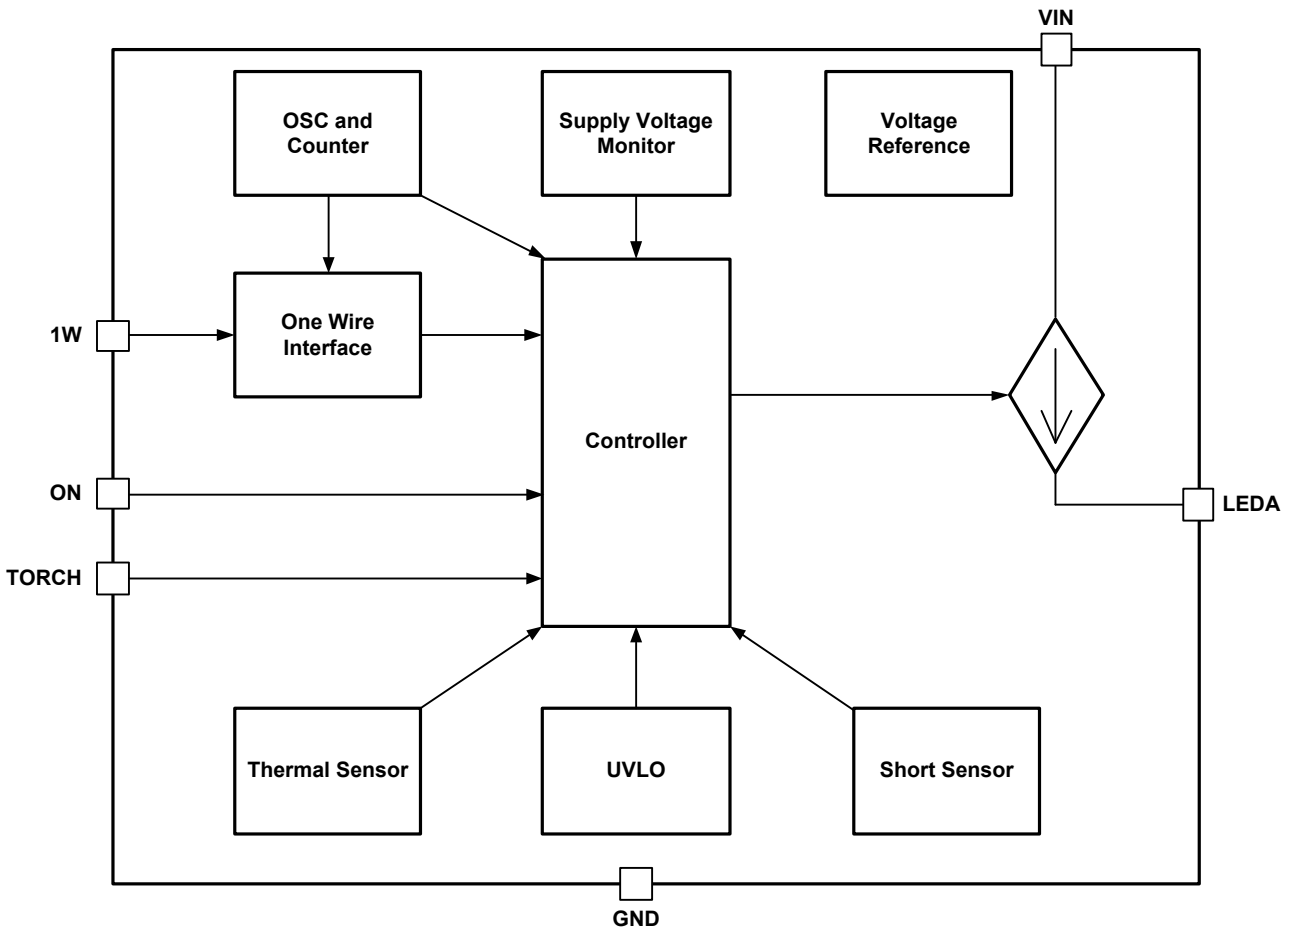 VIN
OSC and
Counter
Supply Voltage
Monitor
Voltage
Reference
1W
One Wire
Interface
Controller
ON
LEDA
TORCH
Thermal Sensor
UVLO
Short Sensor
GND